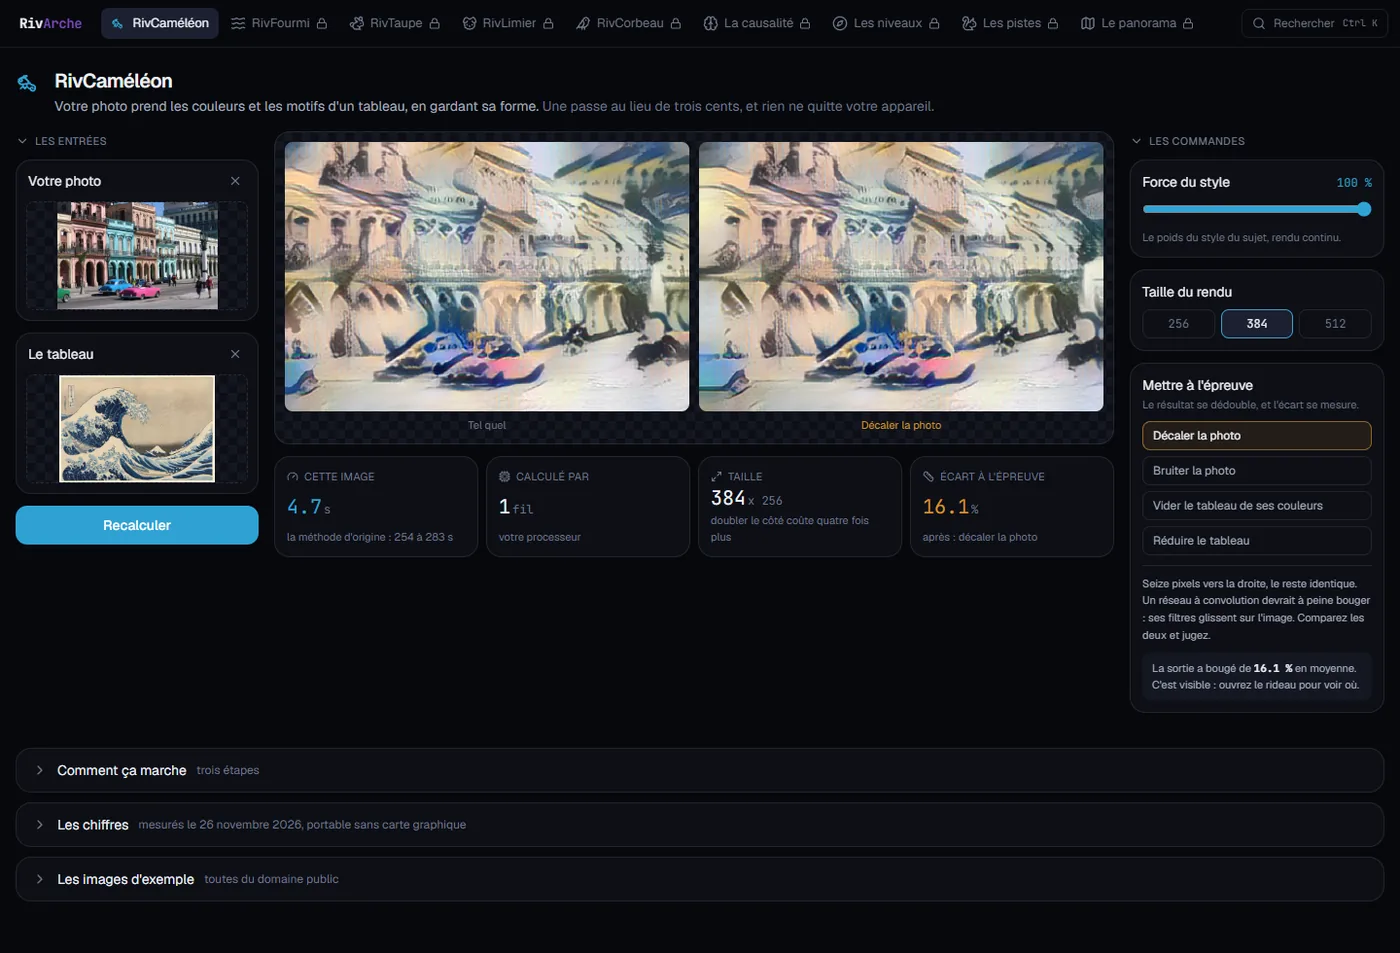 RivArche
RivCaméléon
RivFourmi
RivTaupe
RivLimier
RivCorbeau
La causalité
Les niveaux
Les pistes
Le panorama
Rechercher Ctrl K
RivCaméléon
Votre photo prend les couleurs et les motifs d'un tableau, en gardant sa forme. Une passe au lieu de trois cents, et rien ne quitte votre appareil.
LES ENTRÉES
Votre photo
Le tableau
Recalculer
Tel quel
Décaler la photo
CETTE IMAGE
4.7 s
la méthode d'origine : 254 à 283 s
CALCULÉ PAR
1 fil
votre processeur
TAILLE
384 x 256
doubler le côté coûte quatre fois
plus
ÉCART À L'ÉPREUVE
16.1 %
après : décaler la photo
LES COMMANDES
Force du style 100 %
Le poids du style du sujet, rendu continu.
Taille du rendu
256 384 512
Mettre à l'épreuve
Le résultat se dédouble, et l'écart se mesure.
Décaler la photo
Bruiter la photo
Vider le tableau de ses couleurs
Réduire le tableau
Seize pixels vers la droite, le reste identique.
Un réseau à convolution devrait à peine bouger
: ses filtres glissent sur l'image. Comparez les
deux et jugez.
La sortie a bougé de 16.1 % en moyenne.
C'est visible : ouvrez le rideau pour voir où.
Comment ça marche trois étapes
Les chiffres mesurés le 26 novembre 2026, portable sans carte graphique
Les images d'exemple toutes du domaine public